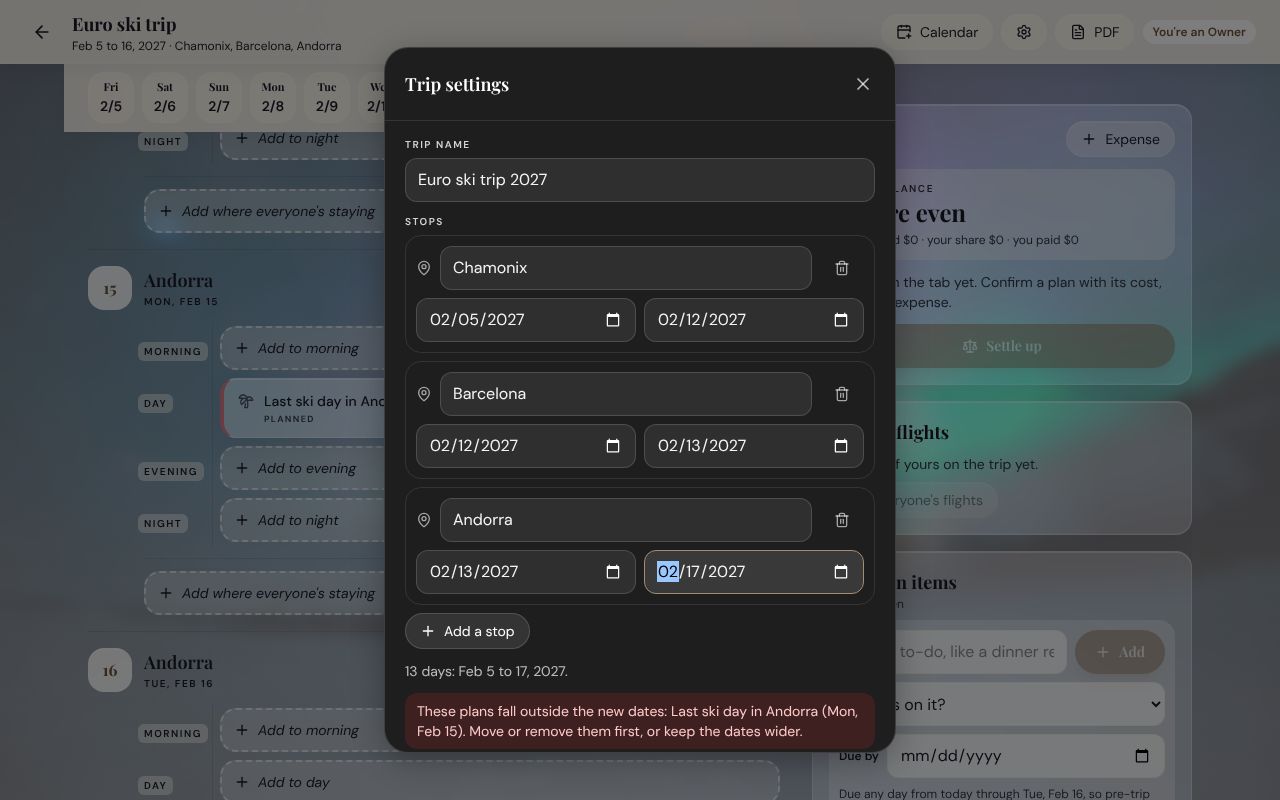 Euro ski trip
Feb 5 to 16, 2027 · Chamonix, Barcelona, Andorra
Calendar
PDF
You're an Owner
Fri
2/5
Sat
2/6
Sun
2/7
Mon
2/8
Tue
2/9
NIGHT
Add to night
Add where everyone's staying
15
Andorra
MON, FEB 15
MORNING
Add to morning
DAY
Last ski day in And
PLANNED
EVENING
Add to evening
NIGHT
Add to night
Add where everyone's staying
16
Andorra
TUE, FEB 16
MORNING
Add to morning
DAY
Add to day
Trip settings
TRIP NAME
Euro ski trip 2027
STOPS
Chamonix
02/05/2027
02/12/2027
Barcelona
02/12/2027
02/13/2027
Andorra
02/13/2027
02/17/2027
Add a stop
13 days: Feb 5 to 17, 2027.
These plans fall outside the new dates: Last ski day in Andorra (Mon,
Feb 15). Move or remove them first, or keep the dates wider.
Expense
even
$0 · your share $0 · you paid $0
the tab yet. Confirm a plan with its cost,
expense.
Settle up
flights
of yours on the trip yet.
flights
items
to-do, like a dinner re
Add
on it?
Due by
mm/dd/yyyy
Due any day from today through Tue, Feb 16, so pre-trip